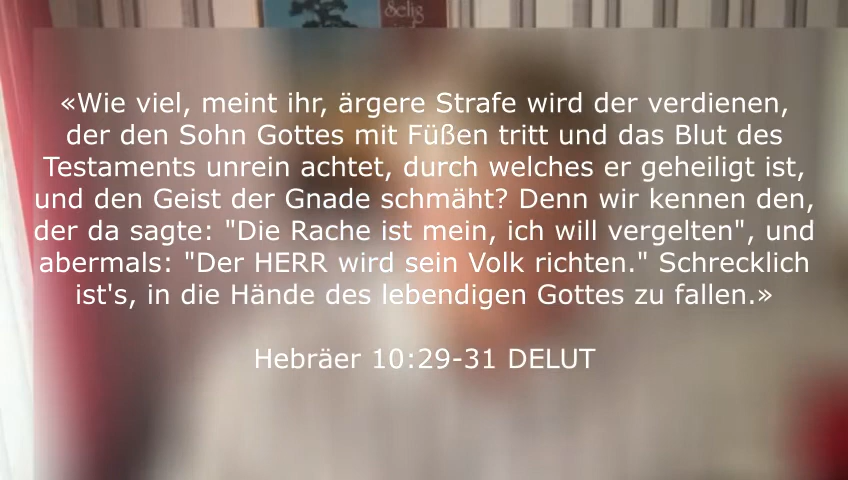 Selig
«Wie viel, meint ihr, ärgere Strafe wird der verdienen,
der den Sohn Gottes mit Füßen tritt und das Blut des
Testaments unrein achtet, durch welches er geheiligt ist,
und den Geist der Gnade schmäht? Denn wir kennen den,
der da sagte: "Die Rache ist mein, ich will vergelten", und
abermals: "Der HERR wird sein Volk richten." Schrecklich
ist's, in die Hände des lebendigen Gottes zu fallen.»
Hebräer 10:29-31 DELUT